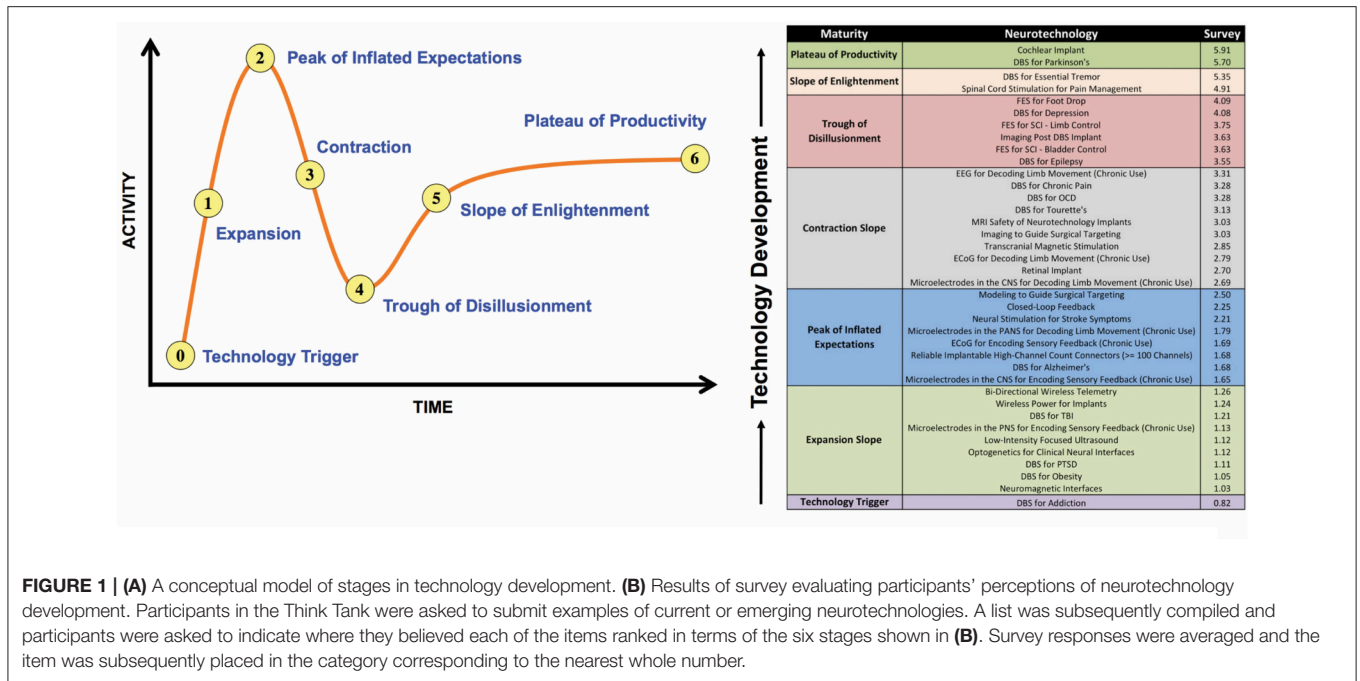 2 Peak of Inflated Expectations
Plateau of Productivity
Contraction
3
6
1
5
Slope of Enlightenment
Expansion
4
Trough of Disillusionment
0 Technology Trigger
ACTIVITY
TIME
Technology Development
Maturity Neurotechnology Survey
Plateau of Productivity
Cochlear Implant 5.91
DBS for Parkinson's 5.70
Slope of Enlightenment
DBS for Essential Tremor 5.35
Spinal Cord Stimulation for Pain Management 4.91
Trough of
Disillusionment
FES for Foot Drop 4.09
DBS for Depression 4.08
FES for SCI - Limb Control 3.75
Imaging Post DBS Implant 3.63
FES for SCI - Bladder Control 3.63
DBS for Epilepsy 3.55
Contraction Slope
EEG for Decoding Limb Movement (Chronic Use) 3.31
DBS for Chronic Pain 3.28
DBS for OCD 3.28
DBS for Tourette's 3.13
MRI Safety of Neurotechnology Implants 3.03
Imaging to Guide Surgical Targeting 3.03
Transcranial Magnetic Stimulation 2.85
ECoG for Decoding Limb Movement (Chronic Use) 2.79
Retinal Implant 2.70
Microelectrodes in the CNS for Decoding Limb Movement (Chronic Use) 2.69
Peak of Inflated
Expectations
Modeling to Guide Surgical Targeting 2.50
Closed-Loop Feedback 2.25
Neural Stimulation for Stroke Symptoms 2.21
Microelectrodes in the PANS for Decoding Limb Movement (Chronic Use) 1.79
ECoG for Encoding Sensory Feedback (Chronic Use) 1.69
Reliable Implantable High-Channel Count Connectors (>= 100 Channels) 1.68
DBS for Alzheimer's 1.68
Microelectrodes in the CNS for Encoding Sensory Feedback (Chronic Use) 1.65
Expansion Slope
Bi-Directional Wireless Telemetry 1.26
Wireless Power for Implants 1.24
DBS for TBI 1.21
Microelectrodes in the PNS for Encoding Sensory Feedback (Chronic Use) 1.13
Low-Intensity Focused Ultrasound 1.12
Optogenetics for Clinical Neural Interfaces 1.12
DBS for PTSD 1.11
DBS for Obesity 1.05
Neuromagnetic Interfaces 1.03
Technology Trigger
DBS for Addiction 0.82
FIGURE 1 | (A) A conceptual model of stages in technology development. (B) Results of survey evaluating participants' perceptions of neurotechnology
development. Participants in the Think Tank were asked to submit examples of current or emerging neurotechnologies. A list was subsequently compiled and
participants were asked to indicate where they believed each of the items ranked in terms of the six stages shown in (B). Survey responses were averaged and the
item was subsequently placed in the category corresponding to the nearest whole number.